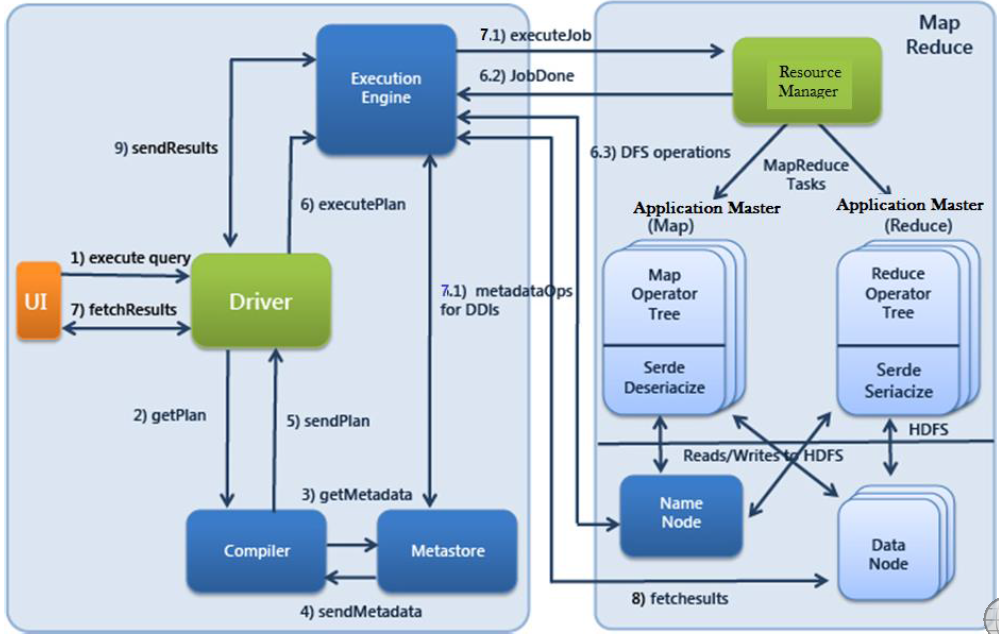 Map
Reduce
7.1) executeJob
Execution
Engine
6.2) JobDone
Resource
Manager
9) sendResults
6.3) DFS operations
MapReduce
Tasks
6) executePlan
Application Master
(Map)
Application Master
(Reduce)
1) execute query
UI
Driver
7) fetchResults
7.1) metadataOps
for DDIs
Map
Operator
Tree
Reduce
Operator
Tree
Serde
Deseriacize
Serde
Seriacize
2) getPlan
5) sendPlan
HDFS
Reads/Writes to HDFS
3) getMetadata
Name
Node
Compiler
Metastore
Data
Node
4) sendMetadata
8) fetchesults